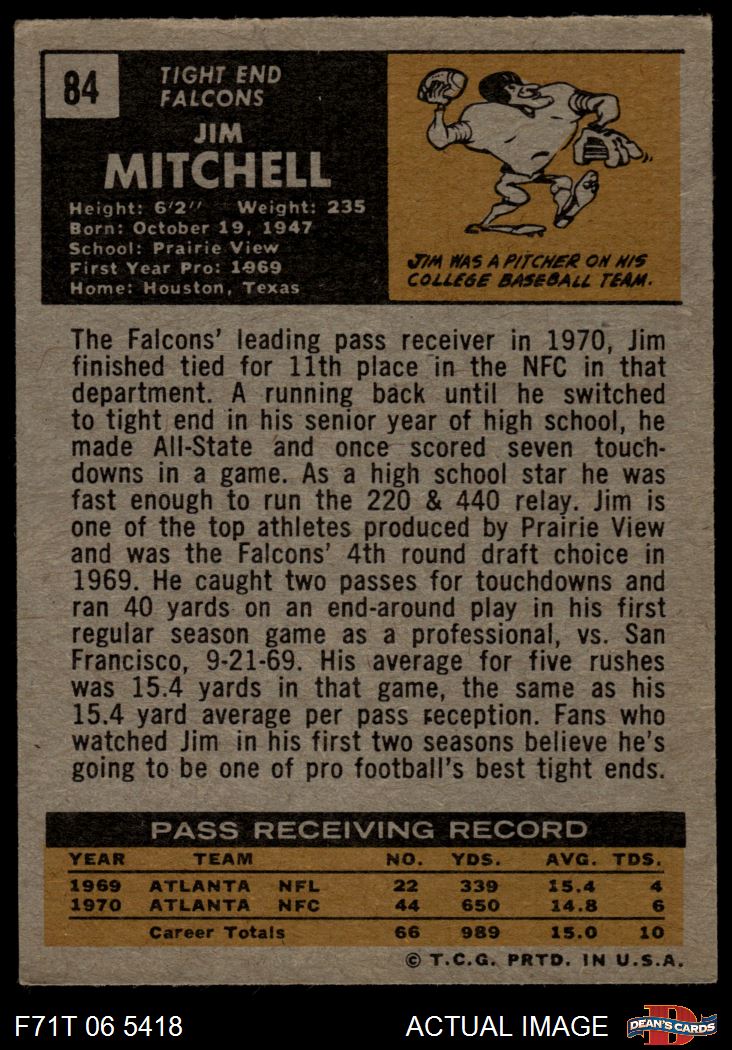 84
TIGHT END
FALCONS
JIM
MITCHELL
Height: 6'2" Weight: 235
Born: October 19, 1947
School: Prairie View
First Year Pro: 1969
Home: Houston, Texas
JIM WAS A PITCHER ON HIS
COLLEGE BASEBALL TEAM.
The Falcons' leading pass receiver in 1970, Jim
finished tied for 11th place in the NFC in that
department. A running back until he switched
to tight end in his senior year of high school, he
made All-State and once scored seven touch-
downs in a game. As a high school star he was
fast enough to run the 220 & 440 relay. Jim is
one of the top athletes produced by Prairie View
and was the Falcons' 4th round draft choice in
1969. He caught two passes for touchdowns and
ran 40 yards on an end-around play in his first
regular season game as a professional, vs. San
Francisco, 9-21-69. His average for five rushes
was 15.4 yards in that game, the same as his
15.4 yard average per pass reception. Fans who
watched Jim in his first two seasons believe he's
going to be one of pro football's best tight ends.
PASS RECEIVING RECORD
YEAR TEAM NO. YDS. AVG. TDS.
1969 ATLANTA NFL 22 339 15.4 4
1970 ATLANTA NFC 44 650 14.8 6
Career Totals 66 989 15.0 10
© T.C.G. PRTD. IN U.S.A.
F71T 06 5418 ACTUAL IMAGE DEAN'S CARDS